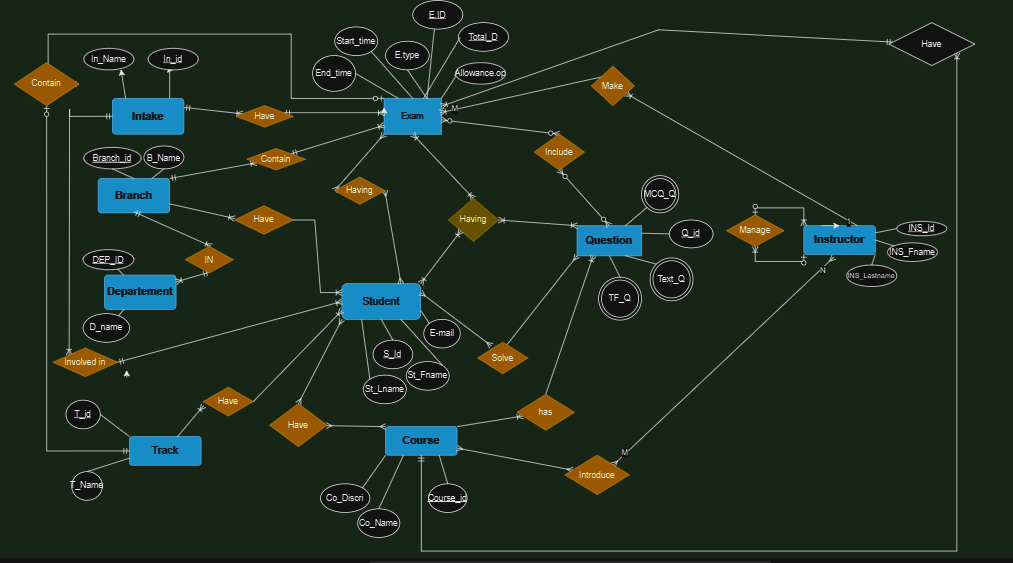 E.ID
Total_D
Start_time
E.type
Have
In_Name
In_id
End_time
Allowance.op
Contain
Make
M
Intake
Have
Exam
Branch_id
B_Name
Contain
Include
Branch
Having
MCQ_Q
Have
Having
Q_id
Manage
1
INS_Id
Question
Instructor
INS_Fname
DEP_ID
IN
N
INS_Lastname
Text_Q
Departement
Student
TF_Q
D_name
E-mail
S_Id
Involved in
Solve
St_Fname
St_Lname
Have
T_id
has
Have
Course
Track
M
Introduce
T_Name
Co_Discri
Course_id
Co_Name